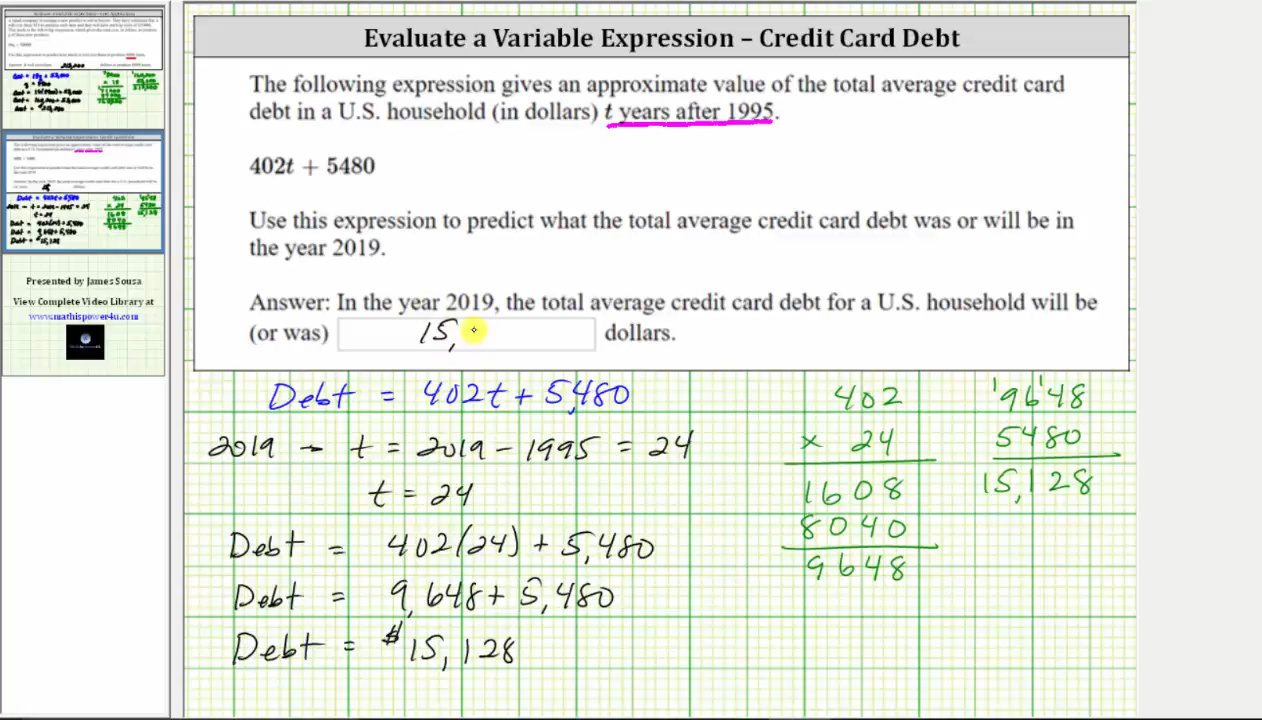 Evaluate a Variable Expression – Credit Card Debt
The following expression gives an approximate value of the total average credit card
debt in a U.S. household (in dollars) t years after 1995.
402t + 5480
Use this expression to predict what the total average credit card debt was or will be in
the year 2019.
Answer: In the year 2019, the total average credit card debt for a U.S. household will be
(or was) 15, dollars.
Debt = 402t + 5,480
2019 - t = 2019 - 1995 = 24
t = 24
Debt = 402(24) + 5,480
Debt = 9,648 + 5,480
Debt = $15,128
402
× 24
1608
8040
9648
1 1
9648
5480
15,128
Presented by James Sousa
View Complete Video Library at
www.mathispower4u.com